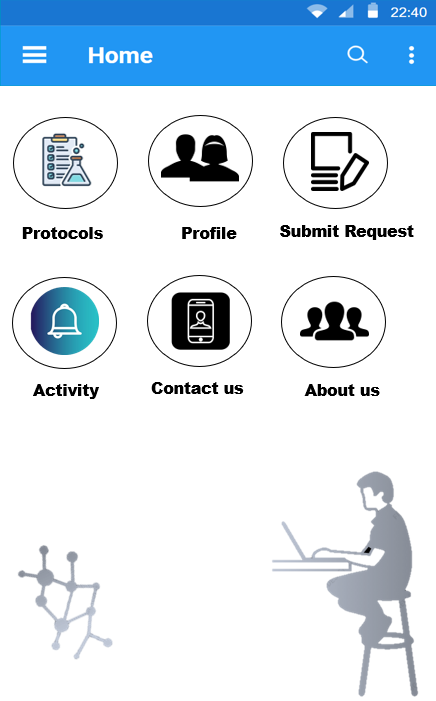 22:40
Home
Protocols
Profile
Submit Request
Activity
Contact us
About us